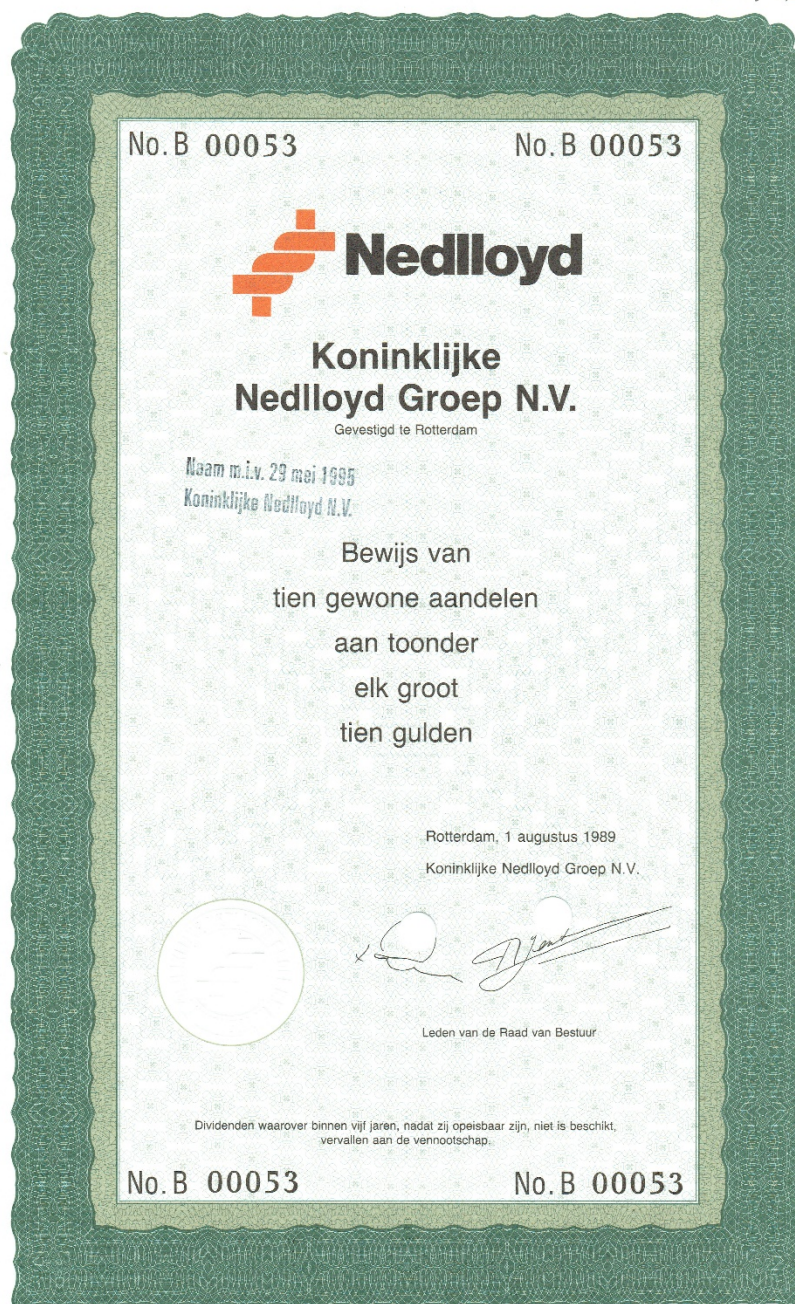 No. B 00053 No. B 00053
Nedlloyd
Koninklijke
Nedlloyd Groep N.V.
Gevestigd te Rotterdam
Naam m.i.v. 29 mei 1995
Koninklijke Nedlloyd N.V.
Bewijs van
tien gewone aandelen
aan toonder
elk groot
tien gulden
Rotterdam, 1 augustus 1989
Koninklijke Nedlloyd Groep N.V.
Leden van de Raad van Bestuur
Dividenden waarover binnen vijf jaren, nadat zij opeisbaar zijn, niet is beschikt,
vervallen aan de vennootschap.
No. B 00053 No. B 00053